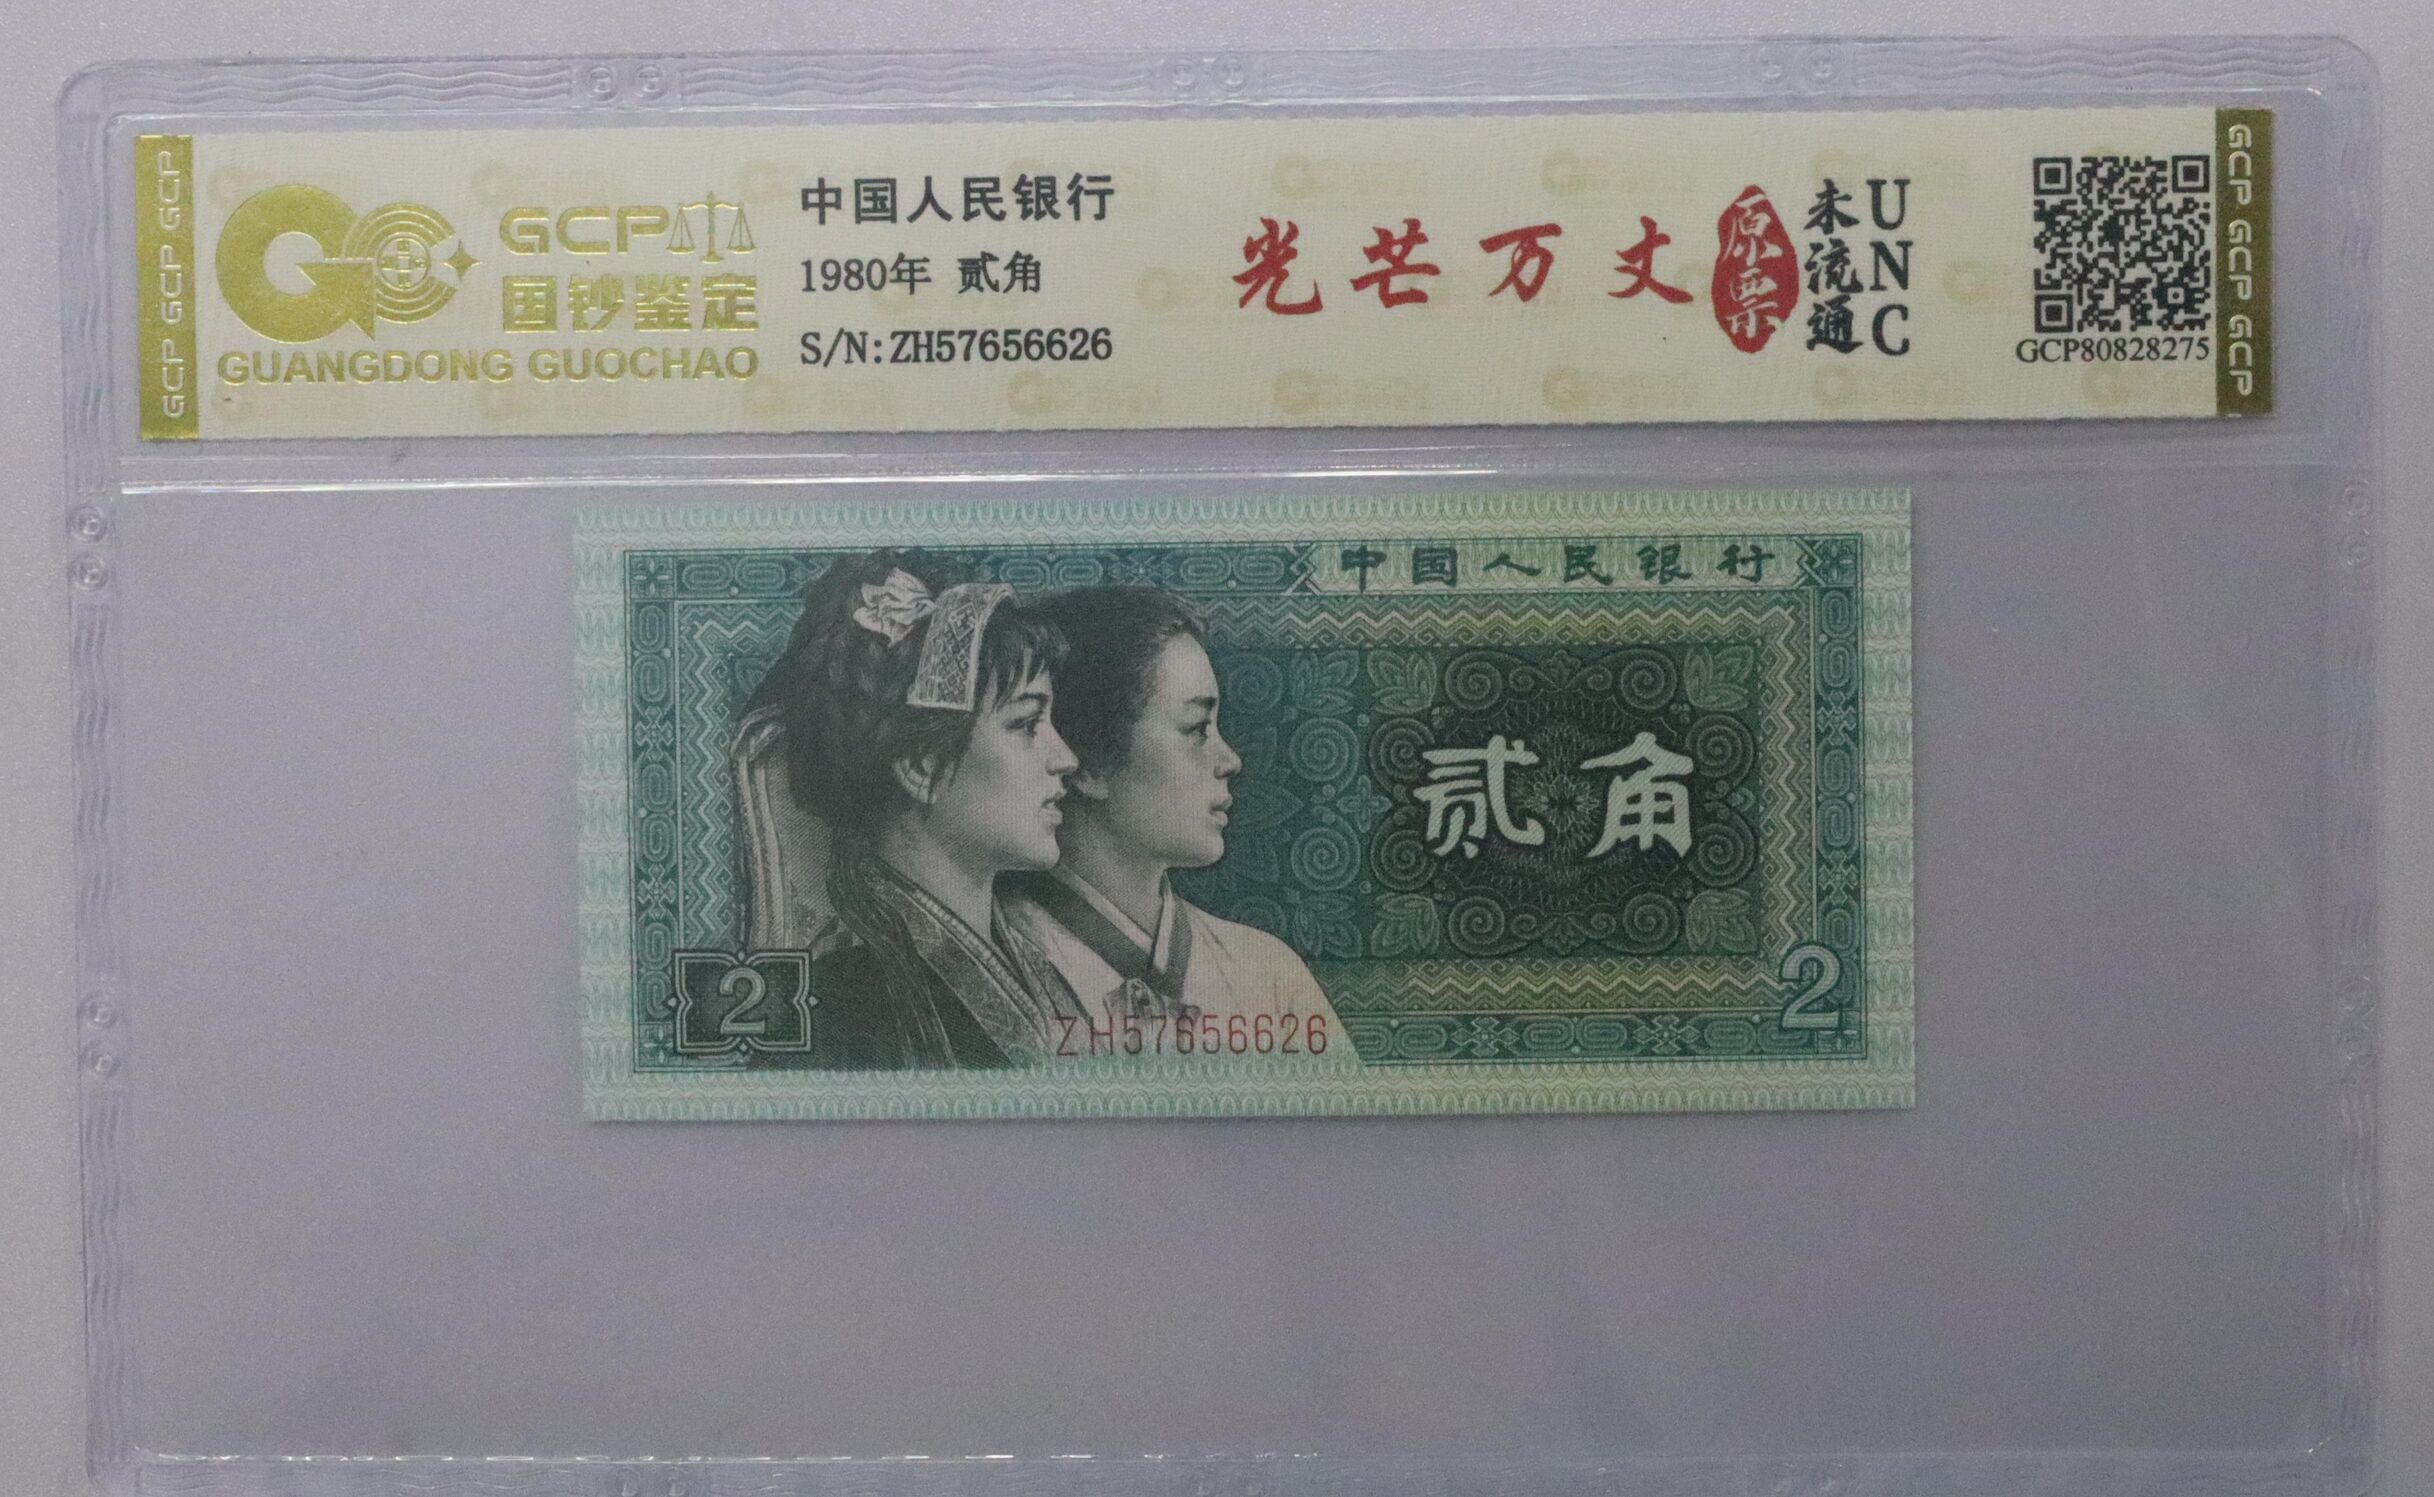 GCP GCP GCP
GCP
国钞鉴定
GUANGDONG GUOCHAO
中国人民银行
1980年 贰角
S/N:ZH57656626
光芒万丈
原票
未流通
UNC
GCP80828275
GCP GCP GCP
中国人民银行
贰角
2
2
ZH57656626